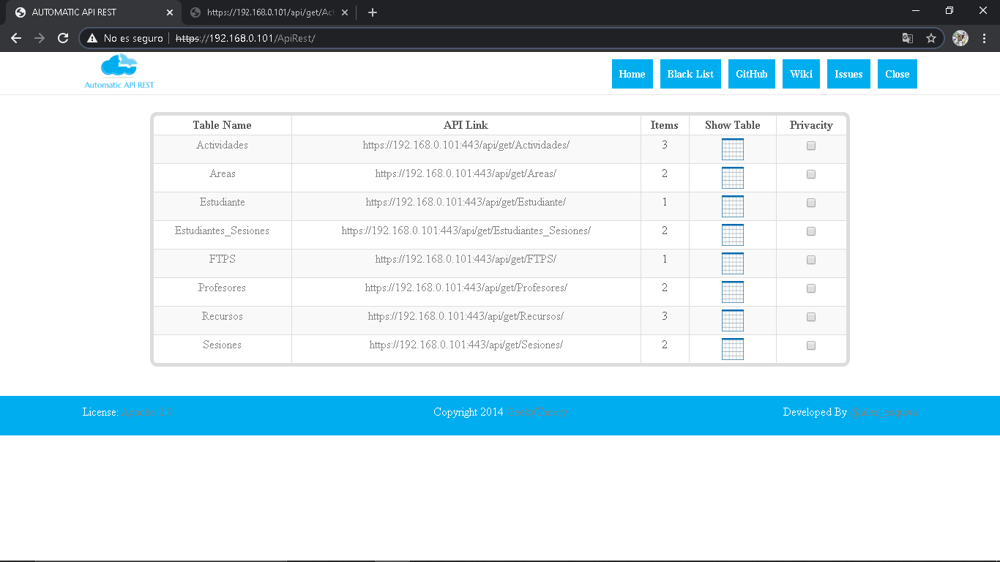 AUTOMATIC API REST
https://192.168.0.101/api/get/Act
No es seguro https://192.168.0.101/ApiRest/
Automatic API REST
Home Black List GitHub Wiki Issues Close
Table Name API Link Items Show Table Privacity
Actividades https://192.168.0.101:443/api/get/Actividades/ 3
Areas https://192.168.0.101:443/api/get/Areas/ 2
Estudiante https://192.168.0.101:443/api/get/Estudiante/ 1
Estudiantes_Sesiones https://192.168.0.101:443/api/get/Estudiantes_Sesiones/ 2
FTPS https://192.168.0.101:443/api/get/FTPS/ 1
Profesores https://192.168.0.101:443/api/get/Profesores/ 2
Recursos https://192.168.0.101:443/api/get/Recursos/ 3
Sesiones https://192.168.0.101:443/api/get/Sesiones/ 2
License: Copyright 2014 Developed By